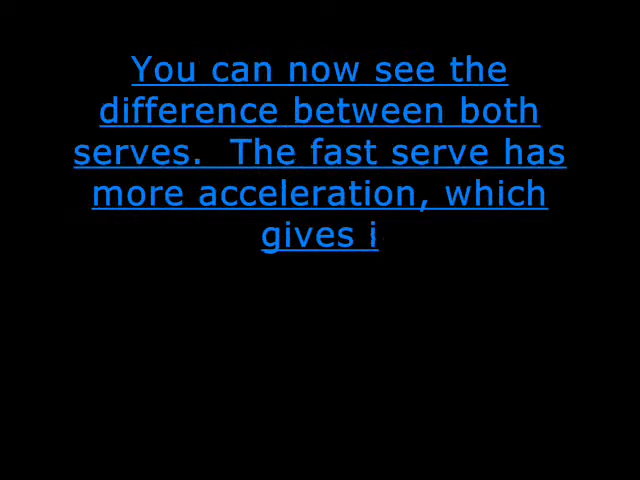 You can now see the
difference between both
serves.  The fast serve has
more acceleration, which
gives i